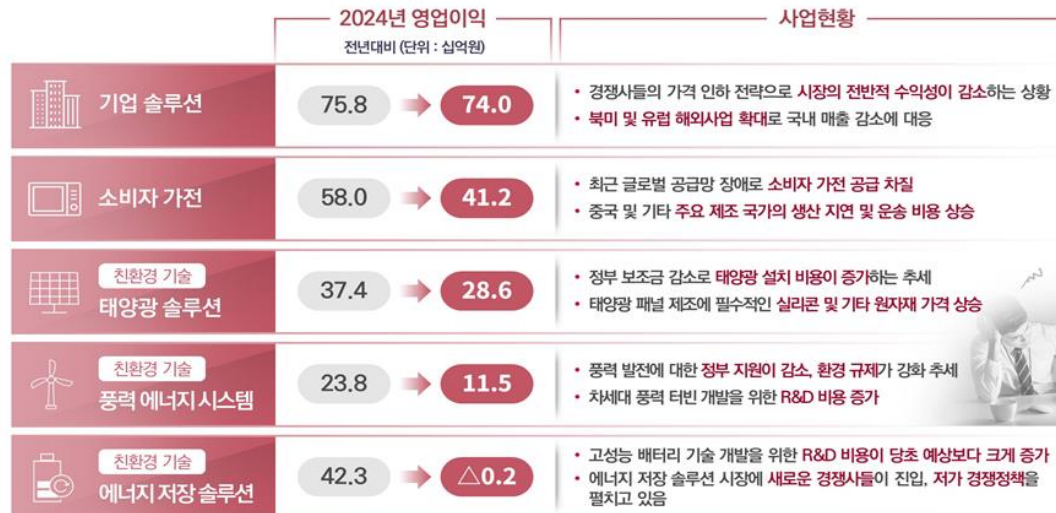 2024년 영업이익
전년대비 (단위 : 십억원)
사업현황
기업 솔루션
75.8
74.0
• 경쟁사들의 가격 인하 전략으로 시장의 전반적 수익성이 감소하는 상황
• 북미 및 유럽 해외사업 확대로 국내 매출 감소에 대응
소비자 가전
58.0
41.2
• 최근 글로벌 공급망 장애로 소비자 가전 공급 차질
• 중국 및 기타 주요 제조 국가의 생산 지연 및 운송 비용 상승
친환경 기술
태양광 솔루션
37.4
28.6
• 정부 보조금 감소로 태양광 설치 비용이 증가하는 추세
• 태양광 패널 제조에 필수적인 실리콘 및 기타 원자재 가격 상승
친환경 기술
풍력 에너지 시스템
23.8
11.5
• 풍력 발전에 대한 정부 지원이 감소, 환경 규제가 강화 추세
• 차세대 풍력 터빈 개발을 위한 R&D 비용 증가
친환경 기술
에너지 저장 솔루션
42.3
△0.2
• 고성능 배터리 기술 개발을 위한 R&D 비용이 당초 예상보다 크게 증가
• 에너지 저장 솔루션 시장에 새로운 경쟁사들이 진입, 저가 경쟁정책을
펼치고 있음